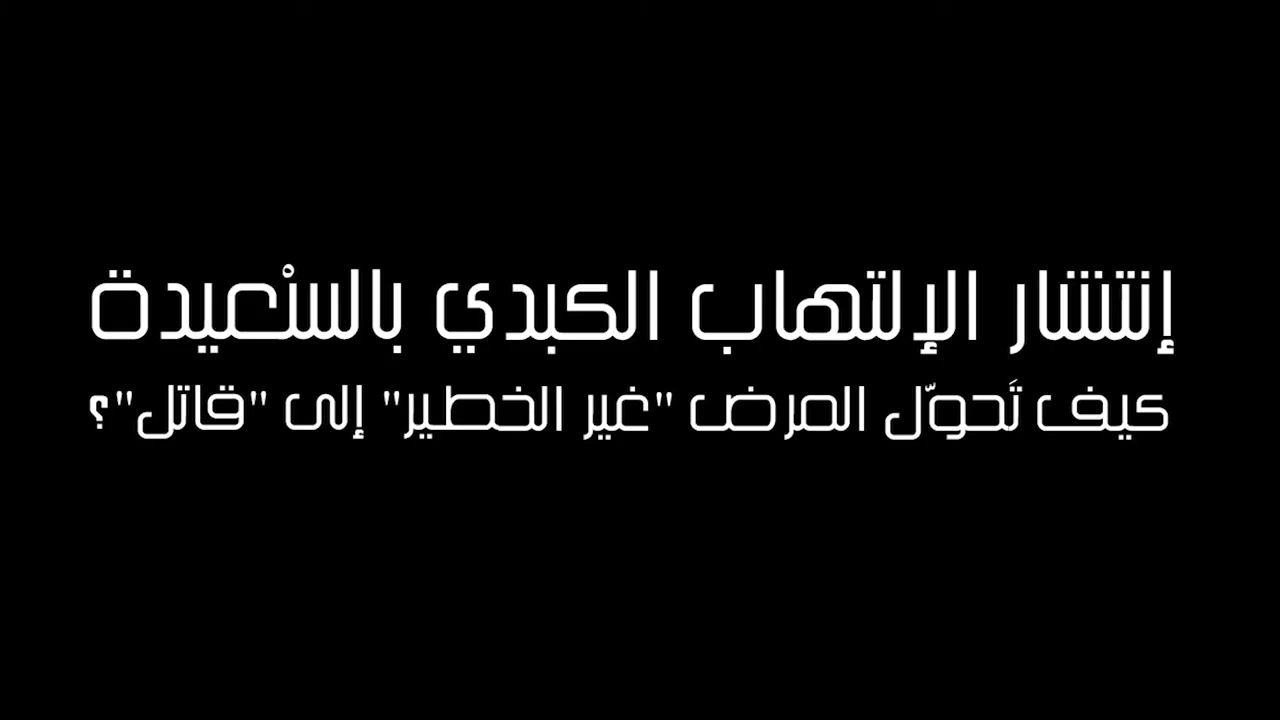 إنتشار الإلتهاب الكبدي بالسْعيدة
كيف تَحوّل المرض "غير الخطير" إلى "قاتل"؟